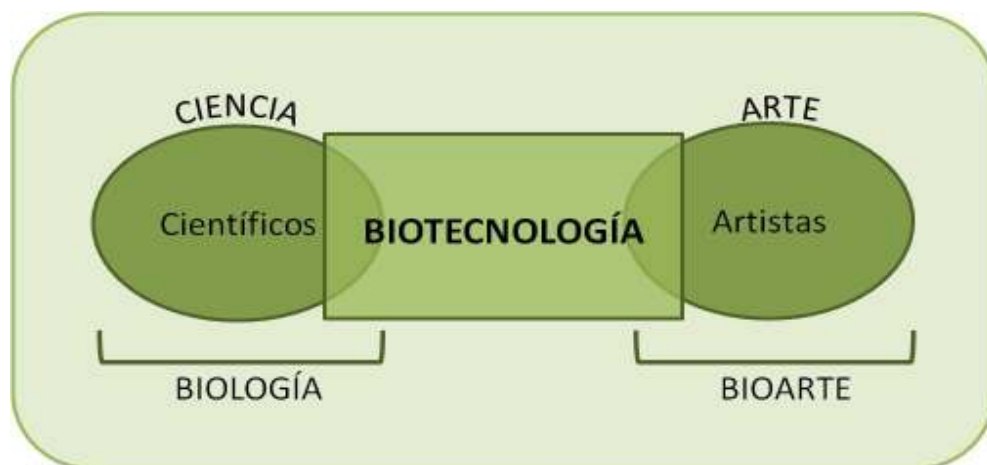 CIENCIA
ARTE
Científicos
BIOTECNOLOGÍA
Artistas
BIOLOGÍA
BIOARTE